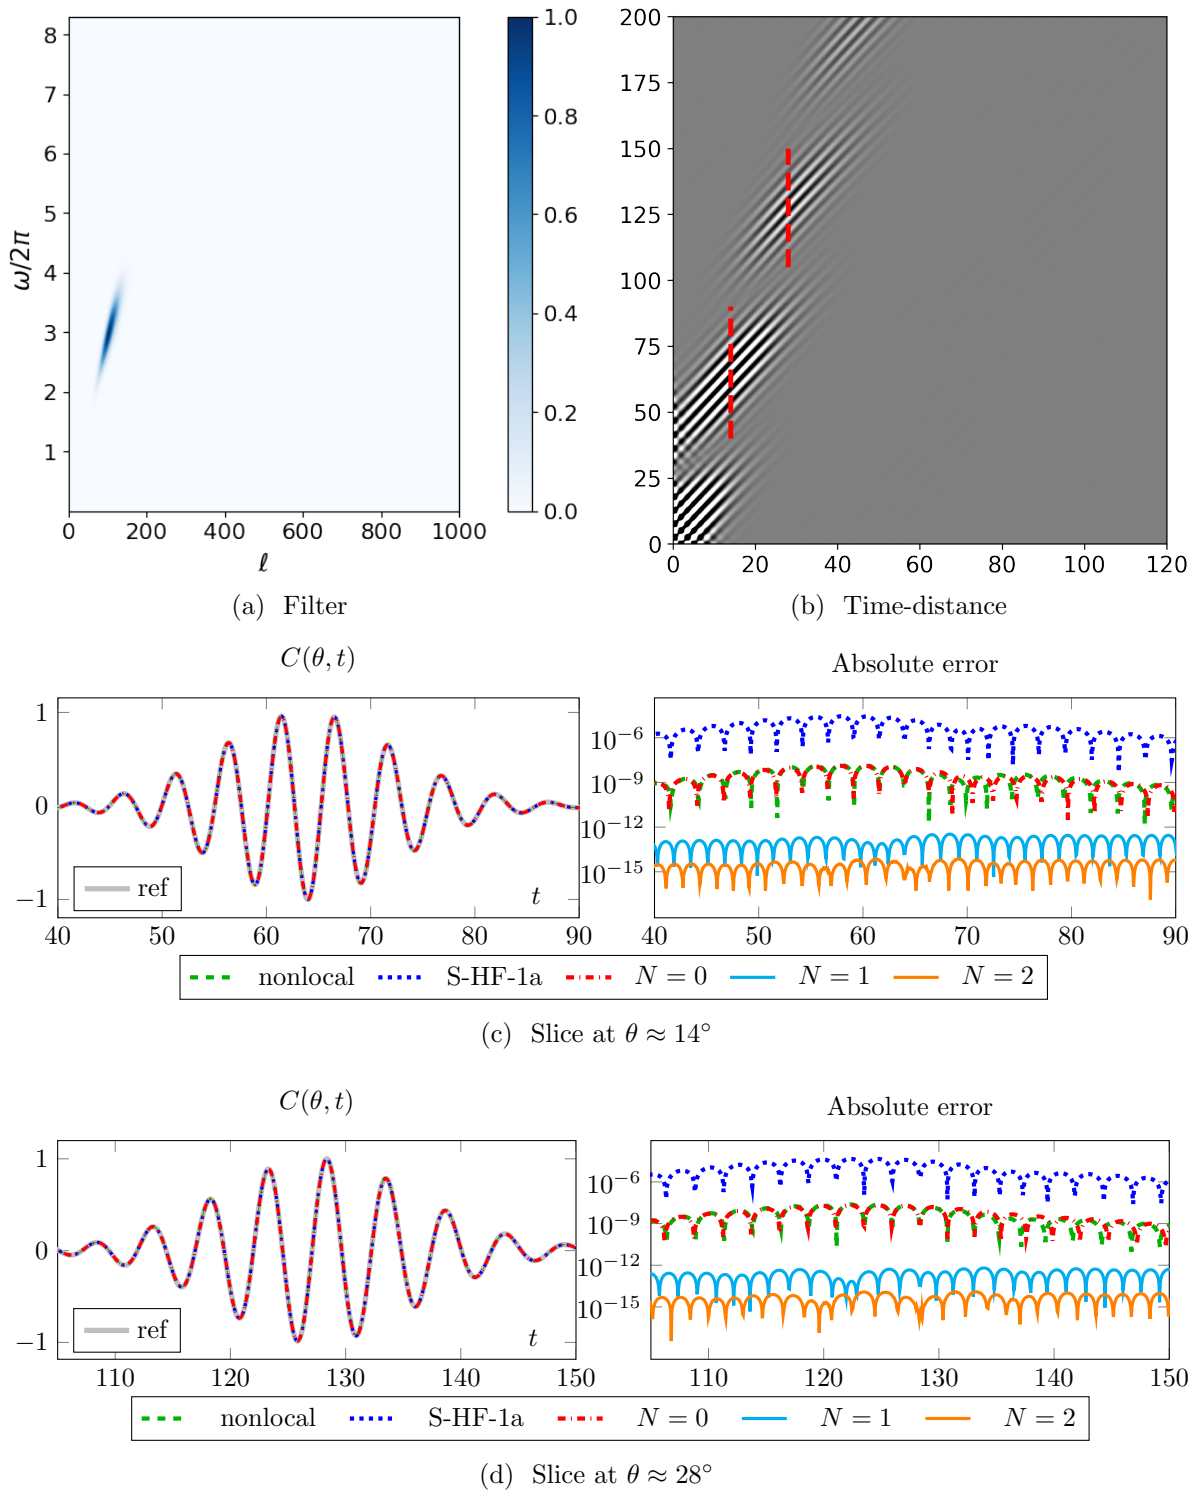 8
7
6
5
4
3
2
1
ω/2π
0 200 400 600 800 1000
ℓ
1.0
0.8
0.6
0.4
0.2
0.0
(a) Filter
200
175
150
125
100
75
50
25
0
0 20 40 60 80 100 120
(b) Time-distance
C(θ, t)
1
0
−1
ref
t
40 50 60 70 80 90
Absolute error
10⁻⁶
10⁻⁹
10⁻¹²
10⁻¹⁵
40 50 60 70 80 90
nonlocal S-HF-1a N = 0 N = 1 N = 2
(c) Slice at θ ≈ 14°
C(θ, t)
1
0
−1
ref
t
110 120 130 140 150
Absolute error
10⁻⁶
10⁻⁹
10⁻¹²
10⁻¹⁵
110 120 130 140 150
nonlocal S-HF-1a N = 0 N = 1 N = 2
(d) Slice at θ ≈ 28°